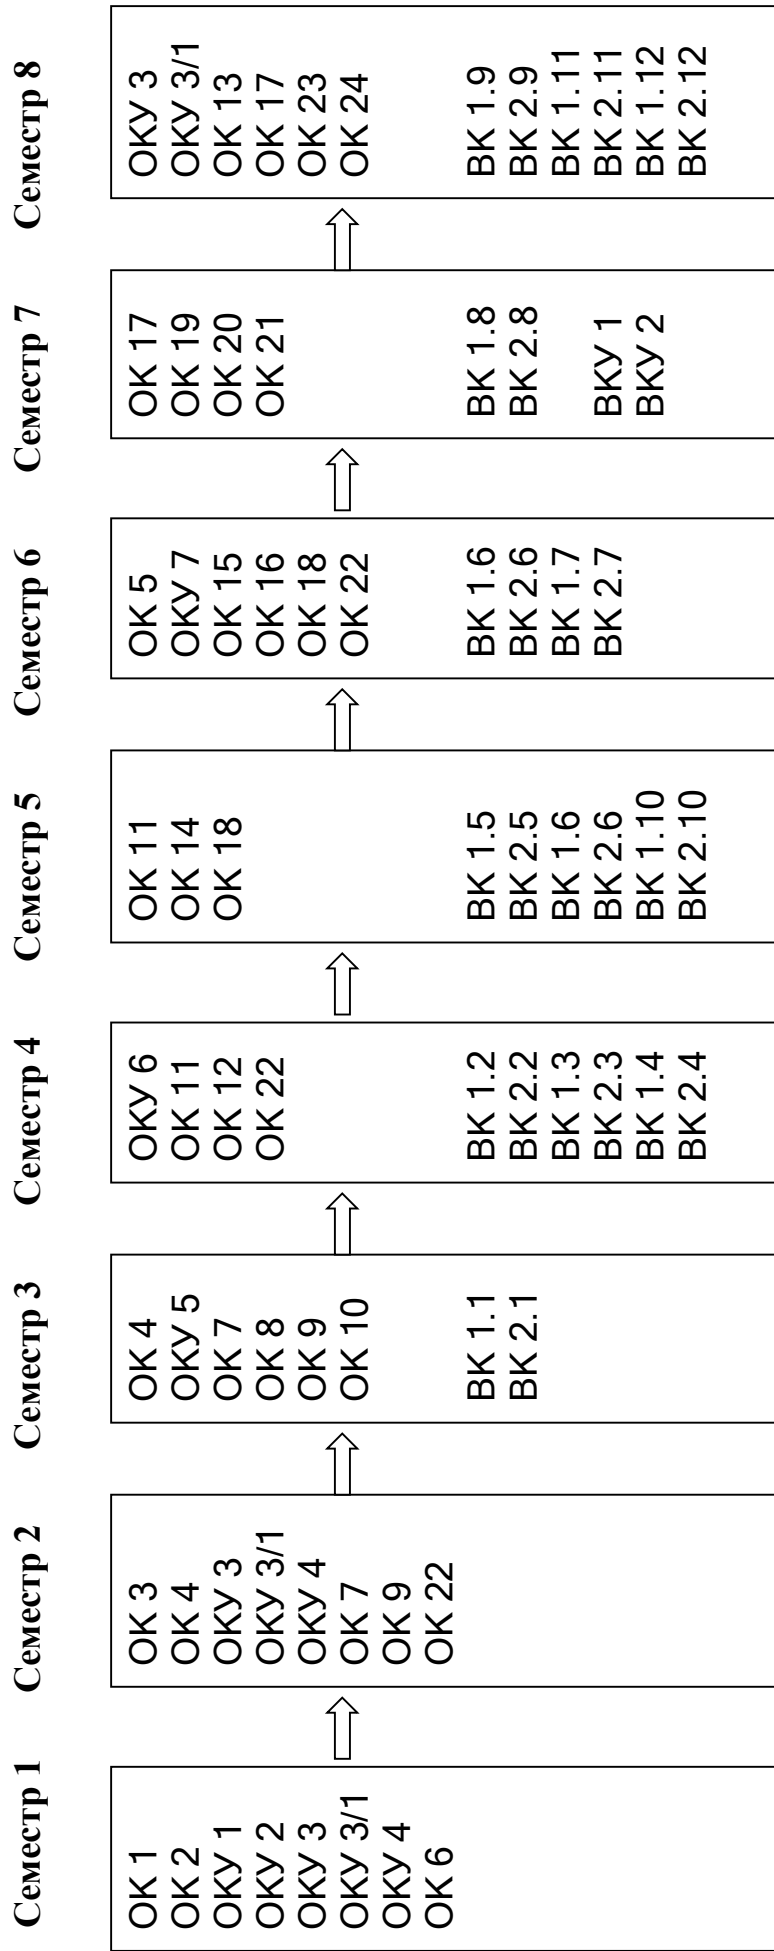 Семестр 1
ОК 1
ОК 2
ОКУ 1
ОКУ 2
ОКУ 3
ОКУ 3/1
ОКУ 4
ОК 6
Семестр 2
ОК 3
ОК 4
ОКУ 3
ОКУ 3/1
ОКУ 4
ОК 7
ОК 9
ОК 22
Семестр 3
ОК 4
ОКУ 5
ОК 7
ОК 8
ОК 9
ОК 10
ВК 1.1
ВК 2.1
Семестр 4
ОКУ 6
ОК 11
ОК 12
ОК 22
ВК 1.2
ВК 2.2
ВК 1.3
ВК 2.3
ВК 1.4
ВК 2.4
Семестр 5
ОК 11
ОК 14
ОК 18
ВК 1.5
ВК 2.5
ВК 1.6
ВК 2.6
ВК 1.10
ВК 2.10
Семестр 6
ОК 5
ОКУ 7
ОК 15
ОК 16
ОК 18
ОК 22
ВК 1.6
ВК 2.6
ВК 1.7
ВК 2.7
Семестр 7
ОК 17
ОК 19
ОК 20
ОК 21
ВК 1.8
ВК 2.8
ВКУ 1
ВКУ 2
Семестр 8
ОКУ 3
ОКУ 3/1
ОК 13
ОК 17
ОК 23
ОК 24
ВК 1.9
ВК 2.9
ВК 1.11
ВК 2.11
ВК 1.12
ВК 2.12